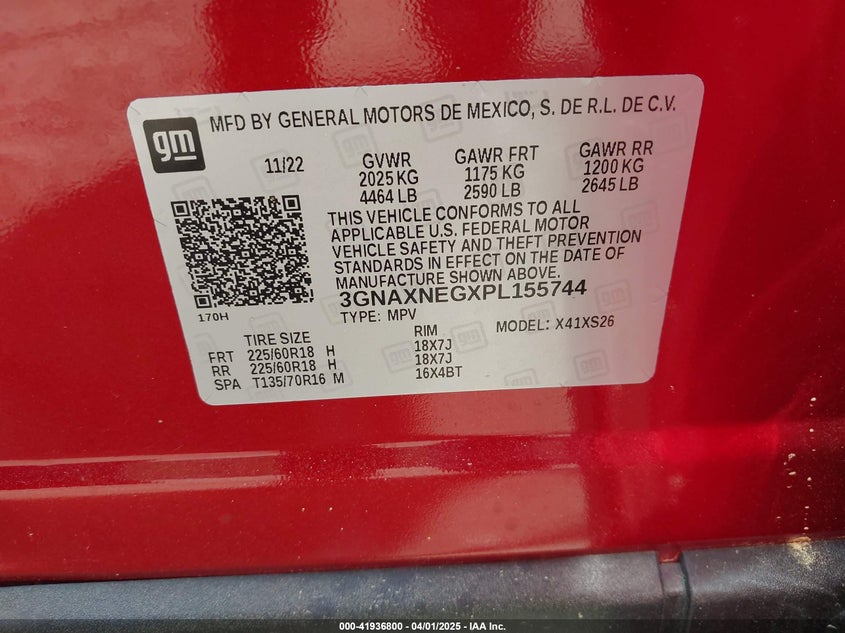 gm
MFD BY GENERAL MOTORS DE MEXICO, S. DE R.L. DE C.V.
11/22 GVWR GAWR FRT GAWR RR
2025 KG 1175 KG 1200 KG
4464 LB 2590 LB 2645 LB
THIS VEHICLE CONFORMS TO ALL
APPLICABLE U.S. FEDERAL MOTOR
VEHICLE SAFETY AND THEFT PREVENTION
STANDARDS IN EFFECT ON THE DATE OF
MANUFACTURE SHOWN ABOVE.
3GNAXNEGXPL155744
170H
TYPE: MPV MODEL: X41XS26
TIRE SIZE RIM
FRT 225/60R18 H 18X7J
RR 225/60R18 H 18X7J
SPA T135/70R16 M 16X4BT
000-41936800 - 04/01/2025 - IAA Inc.